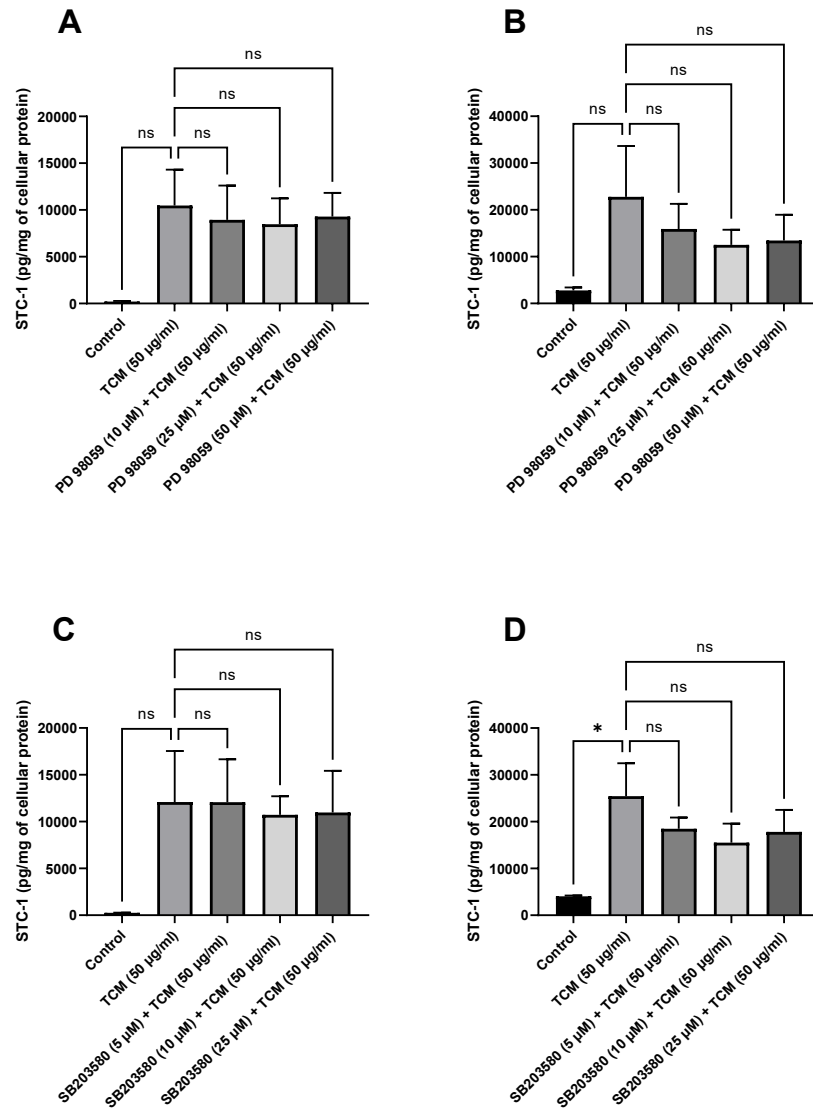 A
ns
ns
ns
ns
20000
15000
10000
5000
0
STC-1 (pg/mg of cellular protein)
Control
TCM (50 µg/ml)
PD 98059 (10 µM) + TCM (50 µg/ml)
PD 98059 (25 µM) + TCM (50 µg/ml)
PD 98059 (50 µM) + TCM (50 µg/ml)
B
ns
ns
ns
ns
40000
30000
20000
10000
0
STC-1 (pg/mg of cellular protein)
Control
TCM (50 µg/ml)
PD 98059 (10 µM) + TCM (50 µg/ml)
PD 98059 (25 µM) + TCM (50 µg/ml)
PD 98059 (50 µM) + TCM (50 µg/ml)
C
ns
ns
ns
ns
20000
15000
10000
5000
0
STC-1 (pg/mg of cellular protein)
Control
TCM (50 µg/ml)
SB203580 (5 µM) + TCM (50 µg/ml)
SB203580 (10 µM) + TCM (50 µg/ml)
SB203580 (25 µM) + TCM (50 µg/ml)
D
ns
ns
*
ns
40000
30000
20000
10000
0
STC-1 (pg/mg of cellular protein)
Control
TCM (50 µg/ml)
SB203580 (5 µM) + TCM (50 µg/ml)
SB203580 (10 µM) + TCM (50 µg/ml)
SB203580 (25 µM) + TCM (50 µg/ml)